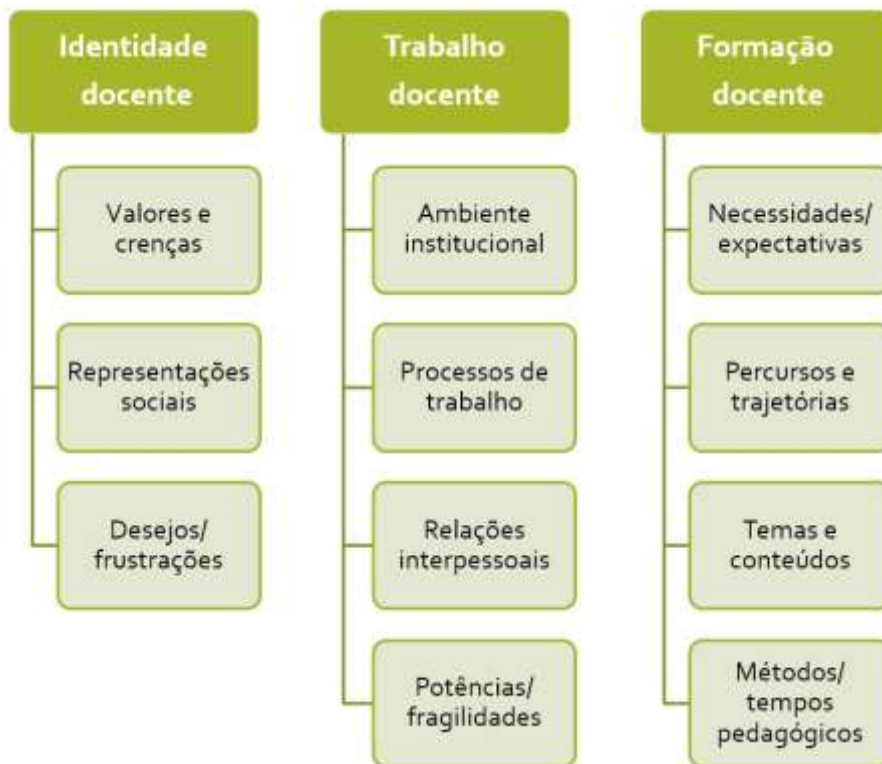 Identidade
docente
Valores e
crenças
Representações
sociais
Desejos/
frustrações
Trabalho
docente
Ambiente
institucional
Processos de
trabalho
Relações
interpessoais
Potências/
fragilidades
Formação
docente
Necessidades/
expectativas
Percursos e
trajetórias
Temas e
conteúdos
Métodos/
tempos
pedagógicos